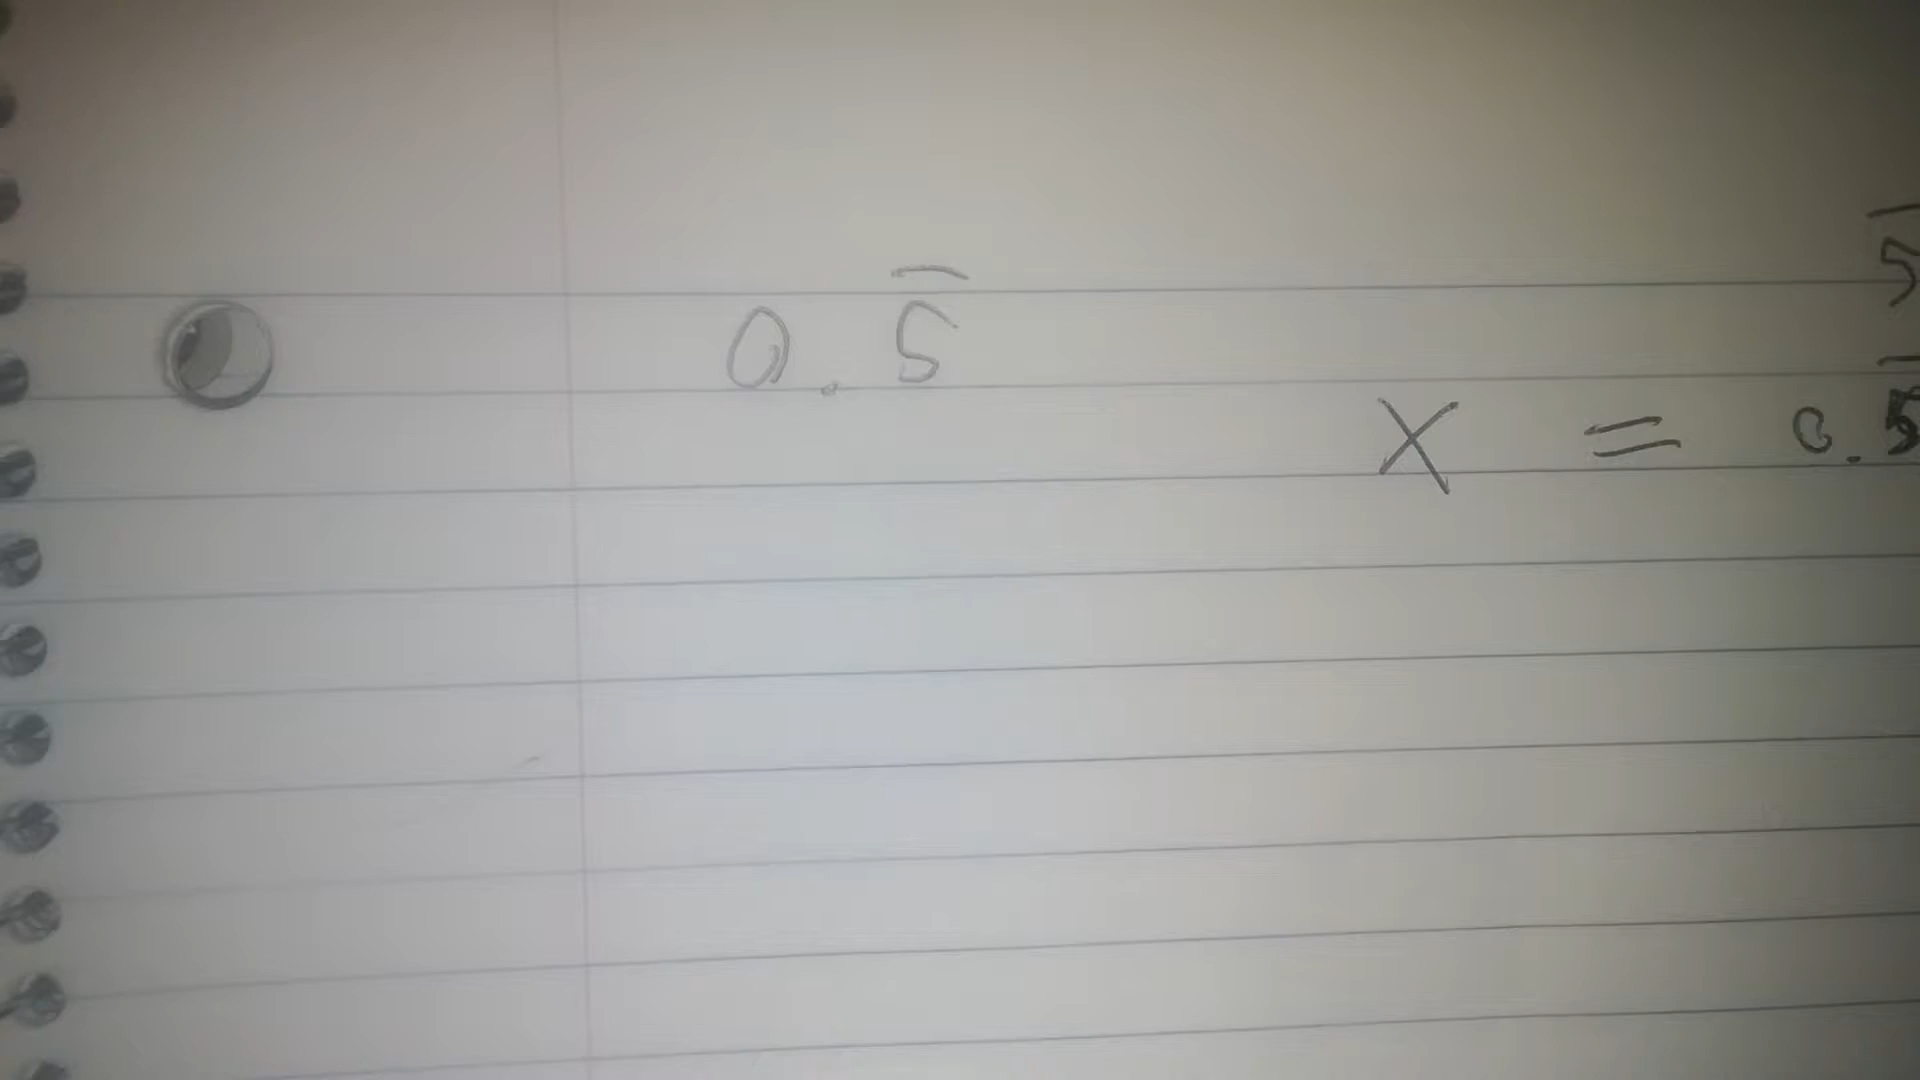 0.5̅
x = 0.5̅